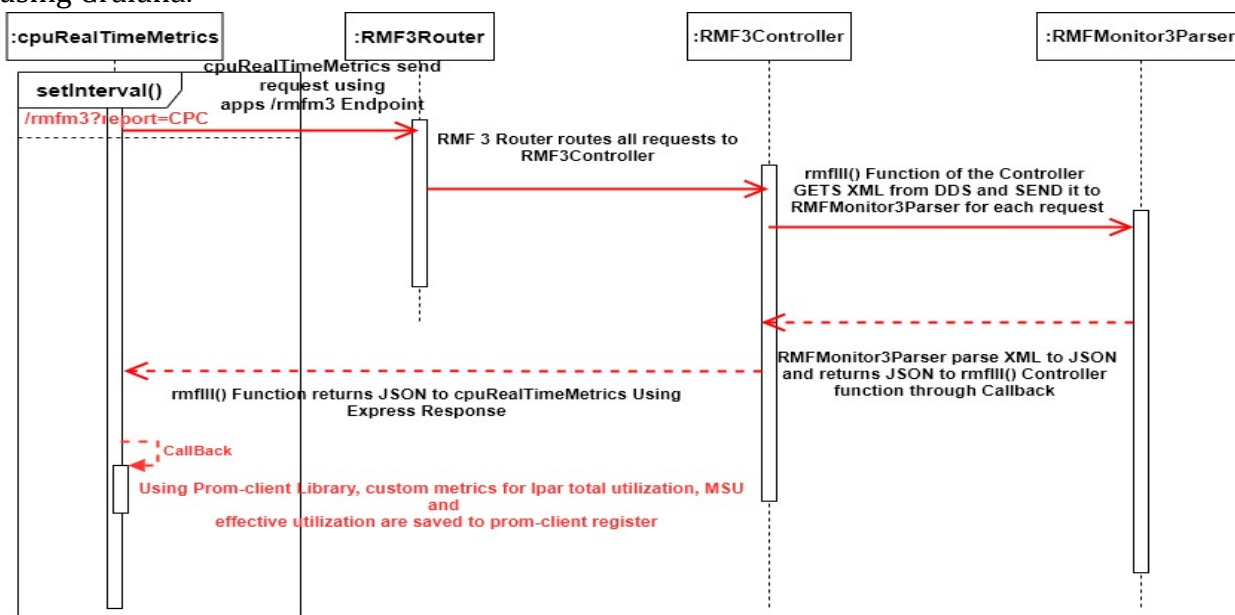 using Grafana.
:cpuRealTimeMetrics
:RMF3Router
:RMF3Controller
:RMFMonitor3Parser
setInterval()
cpuRealTimeMetrics send
request using
apps /rmfm3 Endpoint
/rmfm3?report=CPC
RMF 3 Router routes all requests to
RMF3Controller
rmfIII() Function of the Controller
GETS XML from DDS and SEND it to
RMFMonitor3Parser for each request
RMFMonitor3Parser parse XML to JSON
and returns JSON to rmfIII() Controller
function through Callback
rmfIII() Function returns JSON to cpuRealTimeMetrics Using
Express Response
CallBack
Using Prom-client Library, custom metrics for lpar total utilization, MSU
and
effective utilization are saved to prom-client register